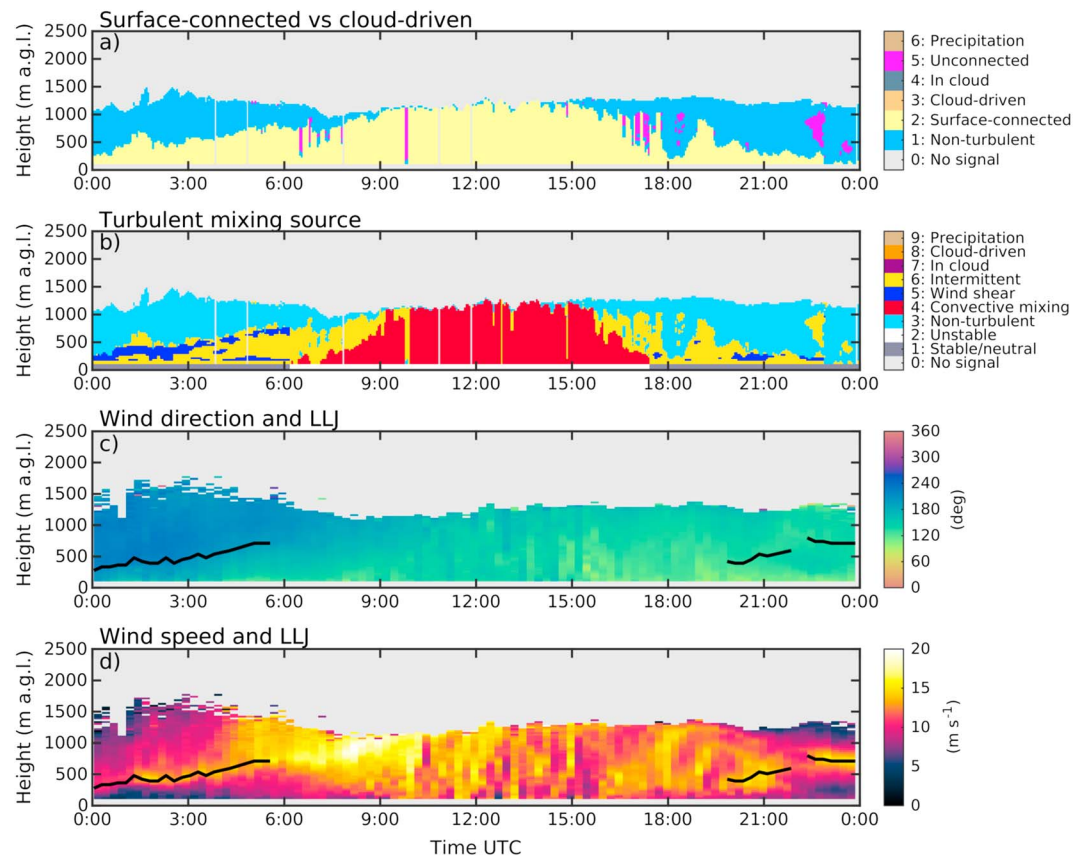 Surface-connected vs cloud-driven
a)
Height (m a.g.l.)
2500
2000
1500
1000
500
0
0:00 3:00 6:00 9:00 12:00 15:00 18:00 21:00 0:00
6: Precipitation
5: Unconnected
4: In cloud
3: Cloud-driven
2: Surface-connected
1: Non-turbulent
0: No signal
Turbulent mixing source
b)
Height (m a.g.l.)
2500
2000
1500
1000
500
0
0:00 3:00 6:00 9:00 12:00 15:00 18:00 21:00 0:00
9: Precipitation
8: Cloud-driven
7: In cloud
6: Intermittent
5: Wind shear
4: Convective mixing
3: Non-turbulent
2: Unstable
1: Stable/neutral
0: No signal
Wind direction and LLJ
c)
Height (m a.g.l.)
2500
2000
1500
1000
500
0
0:00 3:00 6:00 9:00 12:00 15:00 18:00 21:00 0:00
360
300
240
180
120
60
0
(deg)
Wind speed and LLJ
d)
Height (m a.g.l.)
2500
2000
1500
1000
500
0
0:00 3:00 6:00 9:00 12:00 15:00 18:00 21:00 0:00
20
15
10
5
0
(m s⁻¹)
Time UTC